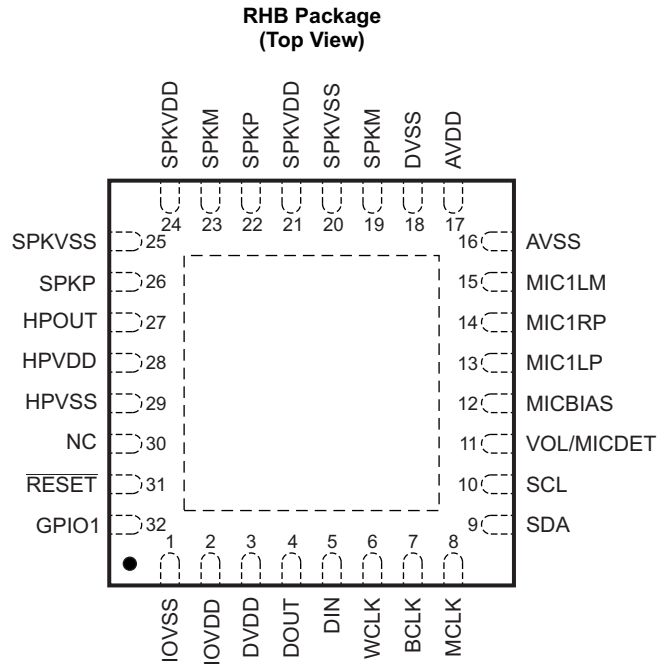 RHB Package
(Top View)
SPKVDD
SPKM
SPKP
SPKVDD
SPKVSS
SPKM
DVSS
AVDD
24 23 22 21 20 19 18 17
SPKVSS 25
SPKP 26
HPOUT 27
HPVDD 28
HPVSS 29
NC 30
RESET 31
GPIO1 32
16 AVSS
15 MIC1LM
14 MIC1RP
13 MIC1LP
12 MICBIAS
11 VOL/MICDET
10 SCL
9 SDA
1 2 3 4 5 6 7 8
IOVSS
IOVDD
DVDD
DOUT
DIN
WCLK
BCLK
MCLK